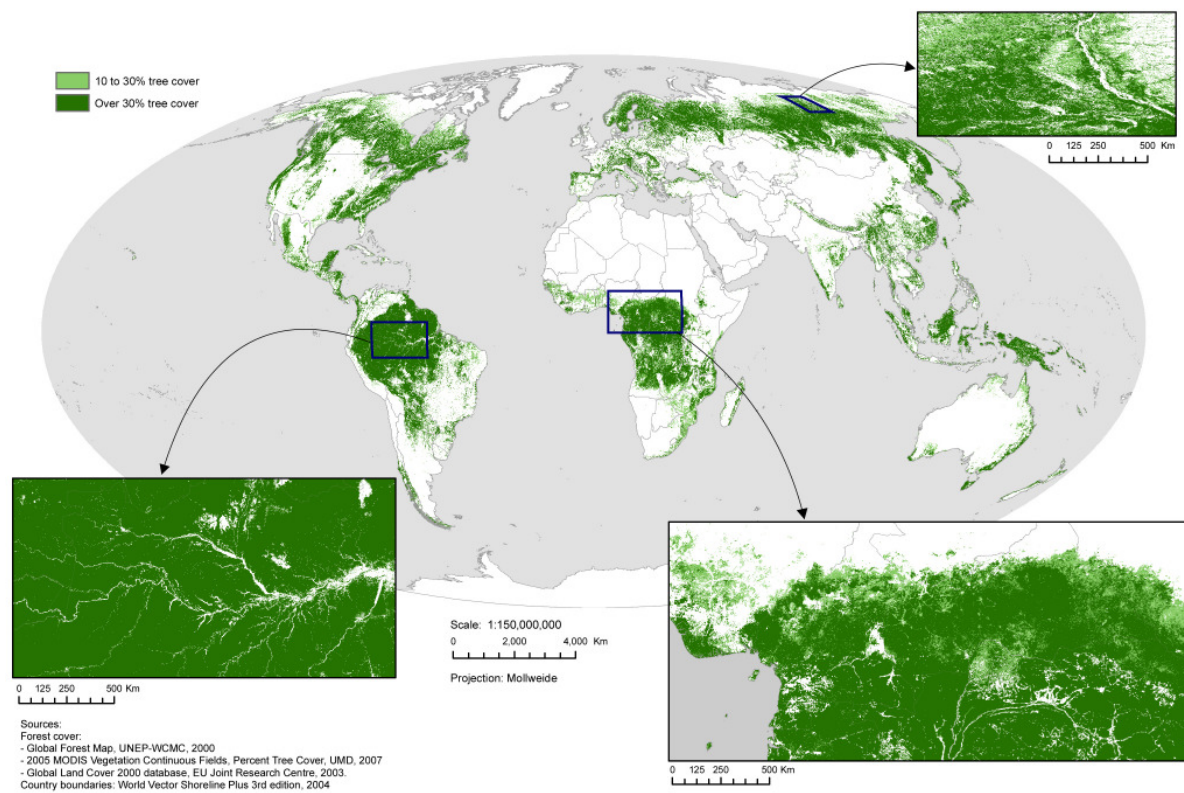 10 to 30% tree cover
Over 30% tree cover
0 125 250 500 Km
Scale: 1:150,000,000
0 2,000 4,000 Km
Projection: Mollweide
0 125 250 500 Km
0 125 250 500 Km
Sources:
Forest cover:
- Global Forest Map, UNEP-WCMC, 2000
- 2005 MODIS Vegetation Continuous Fields, Percent Tree Cover, UMD, 2007
- Global Land Cover 2000 database, EU Joint Research Centre, 2003.
Country boundaries: World Vector Shoreline Plus 3rd edition, 2004